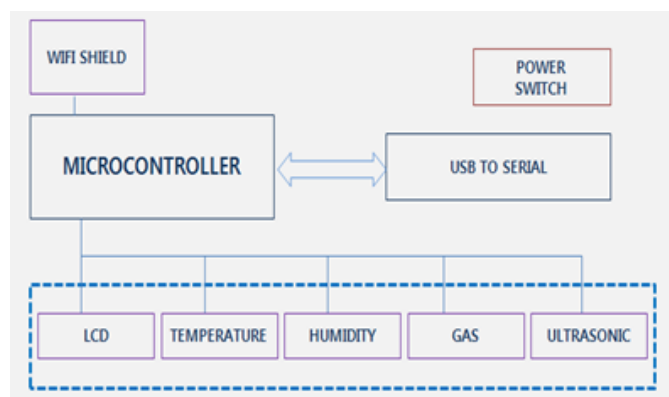 WIFI SHIELD
POWER
SWITCH
MICROCONTROLLER
USB TO SERIAL
LCD
TEMPERATURE
HUMIDITY
GAS
ULTRASONIC